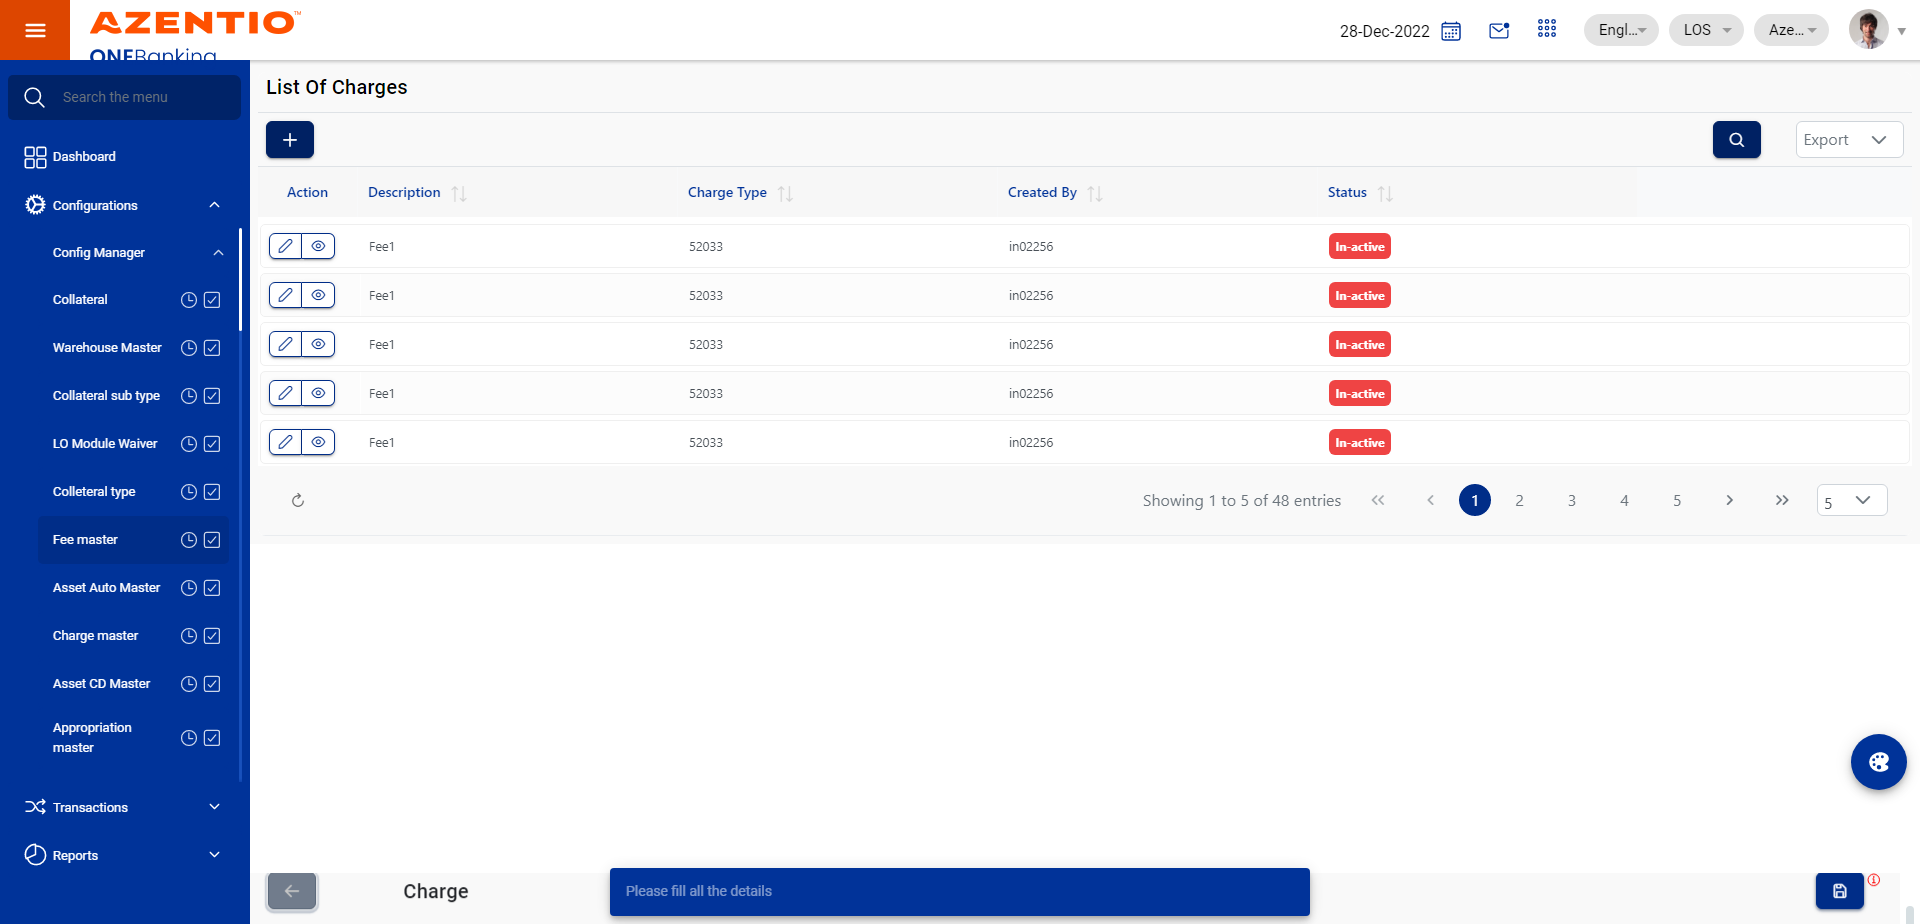 AZENTIO™
ONEBanking
28-Dec-2022
Engl...
LOS
Aze...
Search the menu
Dashboard
Configurations
Config Manager
Collateral
Warehouse Master
Collateral sub type
LO Module Waiver
Colleteral type
Fee master
Asset Auto Master
Charge master
Asset CD Master
Appropriation
master
Transactions
Reports
List Of Charges
Export
Action Description Charge Type Created By Status
Fee1 52033 in02256 In-active
Fee1 52033 in02256 In-active
Fee1 52033 in02256 In-active
Fee1 52033 in02256 In-active
Fee1 52033 in02256 In-active
Showing 1 to 5 of 48 entries << < 1 2 3 4 5 > >> 5
Charge
Please fill all the details